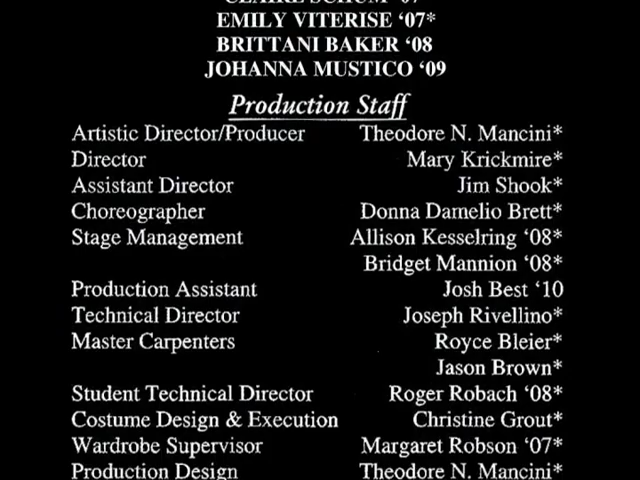 CLAIRE SCHUM ‘07
EMILY VITERISE ‘07*
BRITTANI BAKER ‘08
JOHANNA MUSTICO ‘09
Production Staff
Artistic Director/Producer Theodore N. Mancini*
Director Mary Krickmire*
Assistant Director Jim Shook*
Choreographer Donna Damelio Brett*
Stage Management Allison Kesselring ‘08*
Bridget Mannion ‘08*
Production Assistant Josh Best ‘10
Technical Director Joseph Rivellino*
Master Carpenters Royce Bleier*
Jason Brown*
Student Technical Director Roger Robach ‘08*
Costume Design & Execution Christine Grout*
Wardrobe Supervisor Margaret Robson ‘07*
Production Design Theodore N. Mancini*